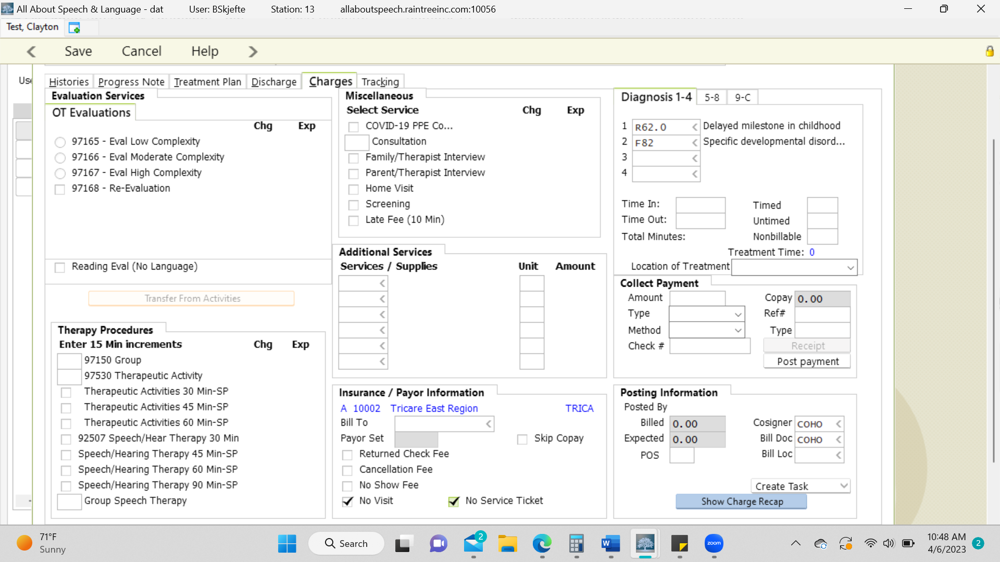 All About Speech & Language - dat User: BSkjefte Station: 13 allaboutspeech.raintreeinc.com:10056
Test, Clayton
Save Cancel Help
Histories Progress Note Treatment Plan Discharge Charges Tracking
Evaluation Services
OT Evaluations
Chg Exp
97165 - Eval Low Complexity
97166 - Eval Moderate Complexity
97167 - Eval High Complexity
97168 - Re-Evaluation
Reading Eval (No Language)
Transfer From Activities
Therapy Procedures
Enter 15 Min increments Chg Exp
97150 Group
97530 Therapeutic Activity
Therapeutic Activities 30 Min-SP
Therapeutic Activities 45 Min-SP
Therapeutic Activities 60 Min-SP
92507 Speech/Hear Therapy 30 Min
Speech/Hearing Therapy 45 Min-SP
Speech/Hearing Therapy 60 Min-SP
Speech/Hearing Therapy 90 Min-SP
Group Speech Therapy
Miscellaneous
Select Service Chg Exp
COVID-19 PPE Co...
Consultation
Family/Therapist Interview
Parent/Therapist Interview
Home Visit
Screening
Late Fee (10 Min)
Additional Services
Services / Supplies Unit Amount
Insurance / Payor Information
A 10002 Tricare East Region TRICA
Bill To
Payor Set Skip Copay
Returned Check Fee
Cancellation Fee
No Show Fee
No Visit No Service Ticket
Diagnosis 1-4 5-8 9-C
1 R62.0 Delayed milestone in childhood
2 F82 Specific developmental disord...
3
4
Time In: Timed
Time Out: Untimed
Total Minutes: Nonbillable
Treatment Time: 0
Location of Treatment
Collect Payment
Amount Copay 0.00
Type Ref#
Method Type
Check # Receipt
Post payment
Posting Information
Posted By
Billed 0.00 Cosigner COHO
Expected 0.00 Bill Doc COHO
POS Bill Loc
Create Task
Show Charge Recap
71°F
Sunny
Search
2
zoom
10:48 AM
4/6/2023
2